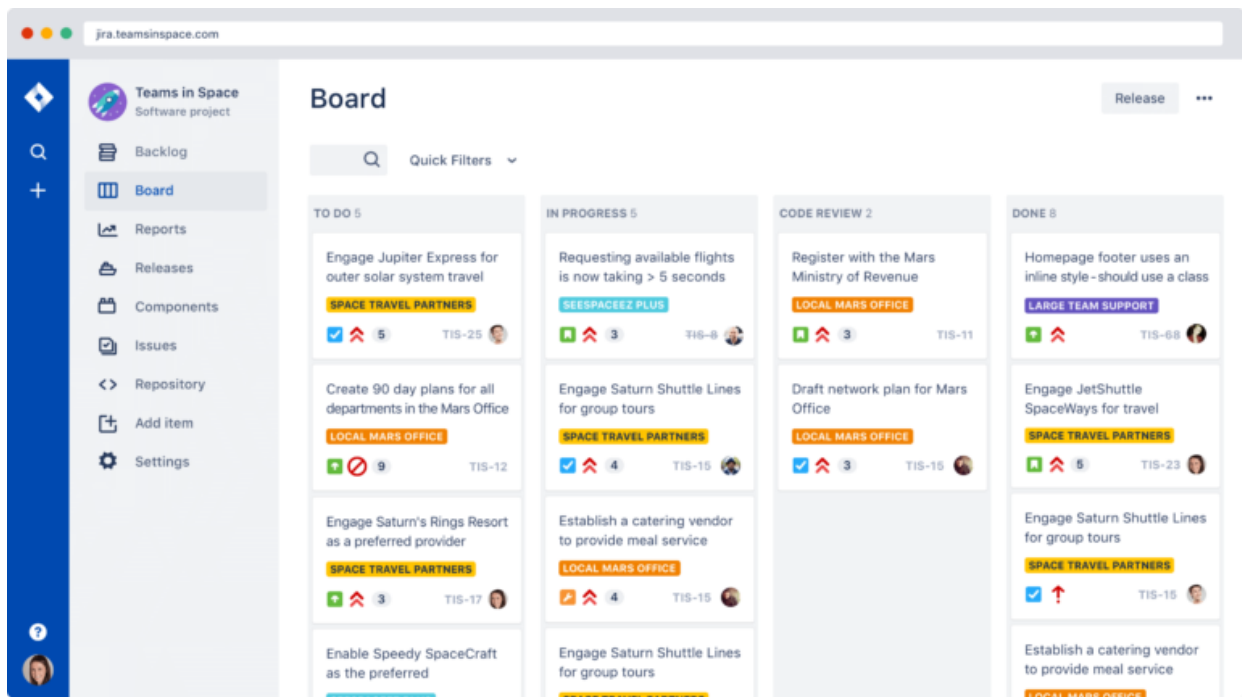 jira.teamsinspace.com
Teams in Space
Software project
Backlog
Board
Reports
Releases
Components
Issues
Repository
Add item
Settings
?
Board
Release
Quick Filters
TO DO 5
Engage Jupiter Express for
outer solar system travel
SPACE TRAVEL PARTNERS
5 TIS-25
Create 90 day plans for all
departments in the Mars Office
LOCAL MARS OFFICE
9 TIS-12
Engage Saturn's Rings Resort
as a preferred provider
SPACE TRAVEL PARTNERS
3 TIS-17
Enable Speedy SpaceCraft
as the preferred
IN PROGRESS 5
Requesting available flights
is now taking > 5 seconds
SEESPACEEZ PLUS
3 TIS-8
Engage Saturn Shuttle Lines
for group tours
SPACE TRAVEL PARTNERS
4 TIS-15
Establish a catering vendor
to provide meal service
LOCAL MARS OFFICE
4 TIS-15
Engage Saturn Shuttle Lines
for group tours
SPACE TRAVEL PARTNERS
CODE REVIEW 2
Register with the Mars
Ministry of Revenue
LOCAL MARS OFFICE
3 TIS-11
Draft network plan for Mars
Office
LOCAL MARS OFFICE
3 TIS-15
DONE 8
Homepage footer uses an
inline style - should use a class
LARGE TEAM SUPPORT
TIS-68
Engage JetShuttle
SpaceWays for travel
SPACE TRAVEL PARTNERS
5 TIS-23
Engage Saturn Shuttle Lines
for group tours
SPACE TRAVEL PARTNERS
TIS-15
Establish a catering vendor
to provide meal service
LOCAL MARS OFFICE